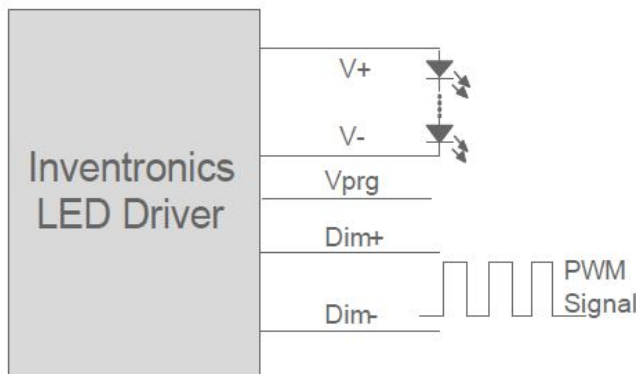 Inventronics
LED Driver
V+
V-
Vprg
Dim+
Dim-
PWM
Signal